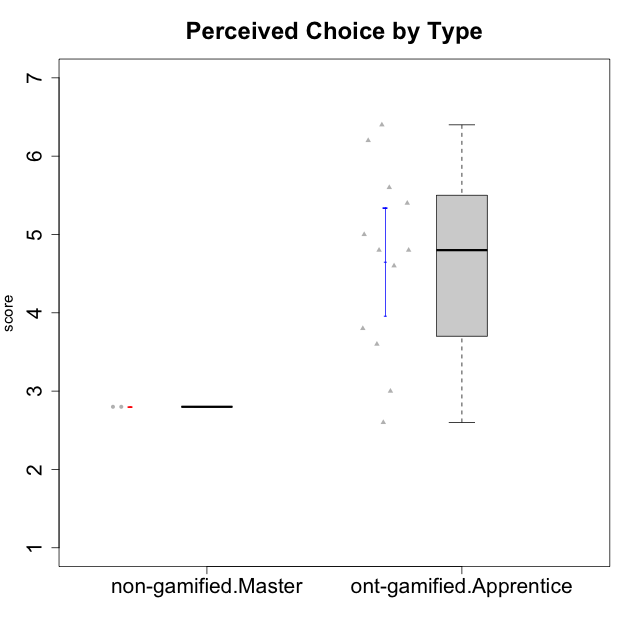 Perceived Choice by Type
7
6
5
4
3
2
1
score
non-gamified.Master
ont-gamified.Apprentice